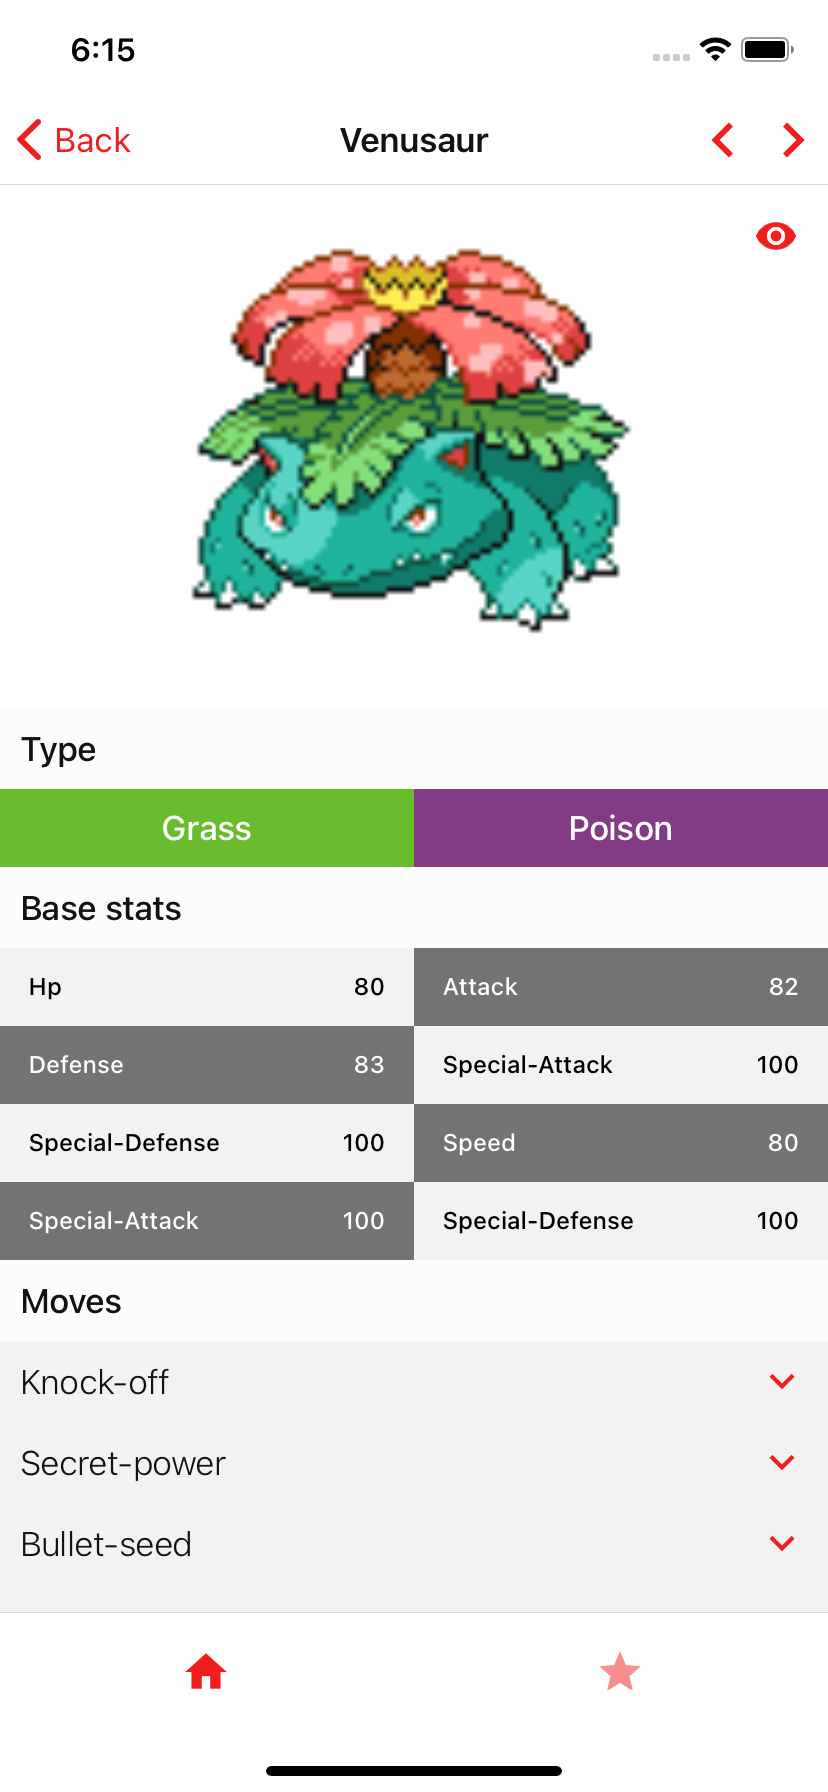 6:15
Back Venusaur
Type
Grass Poison
Base stats
Hp 80 Attack 82
Defense 83 Special-Attack 100
Special-Defense 100 Speed 80
Special-Attack 100 Special-Defense 100
Moves
Knock-off
Secret-power
Bullet-seed